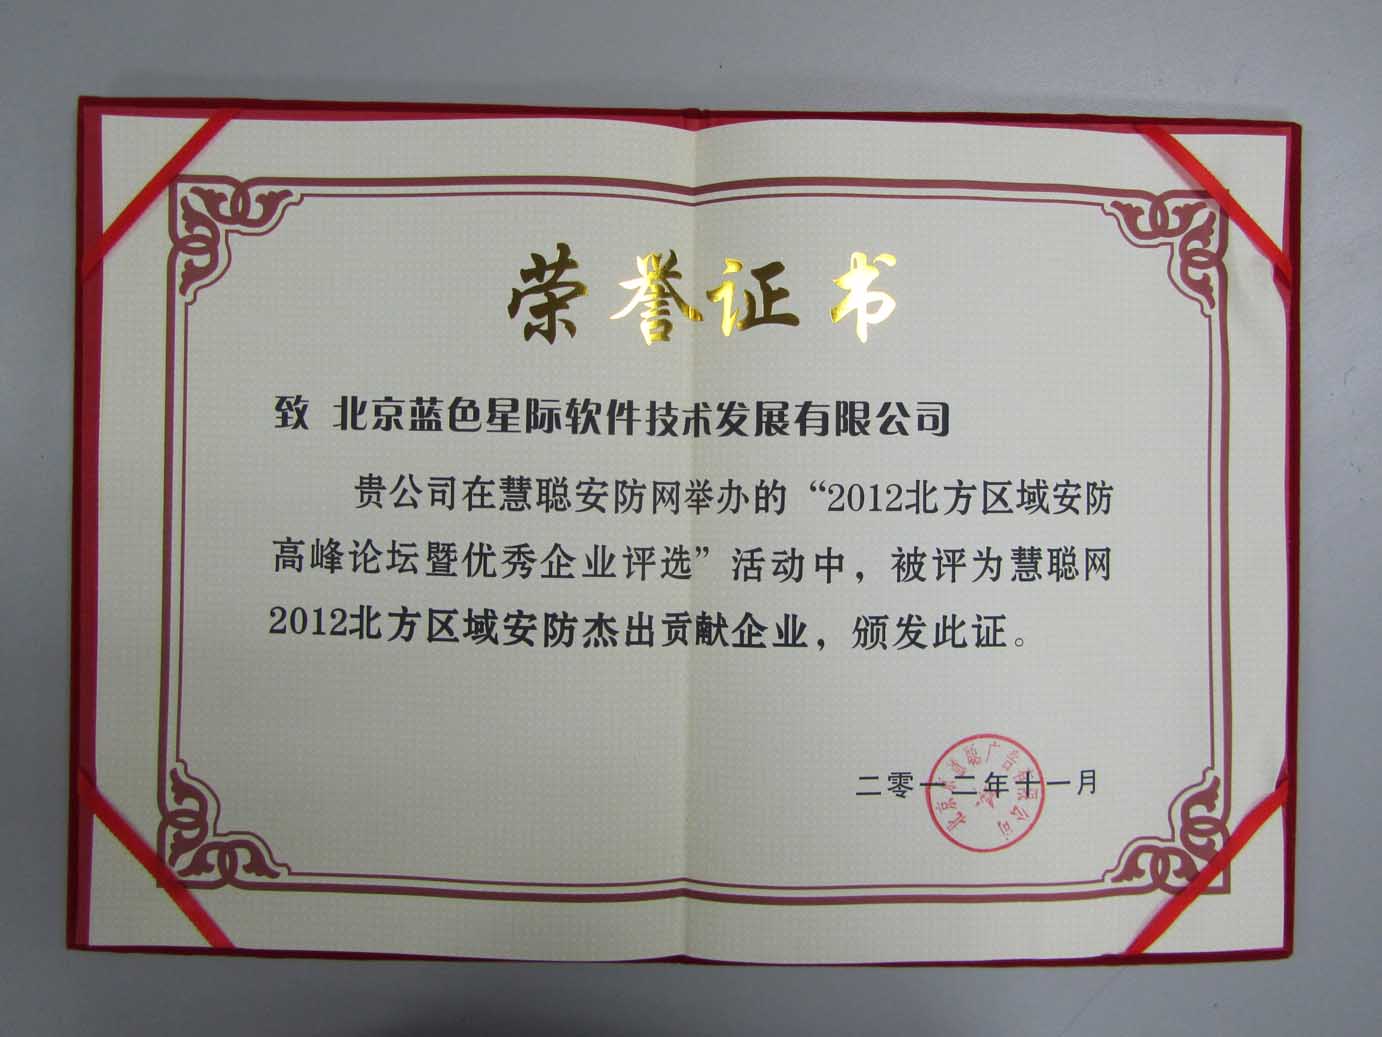 荣誉证书
致 北京蓝色星际软件技术发展有限公司
贵公司在慧聪安防网举办的“2012北方区域安防
高峰论坛暨优秀企业评选”活动中，被评为慧聪网
2012北方区域安防杰出贡献企业，颁发此证。
二零一二年十一月